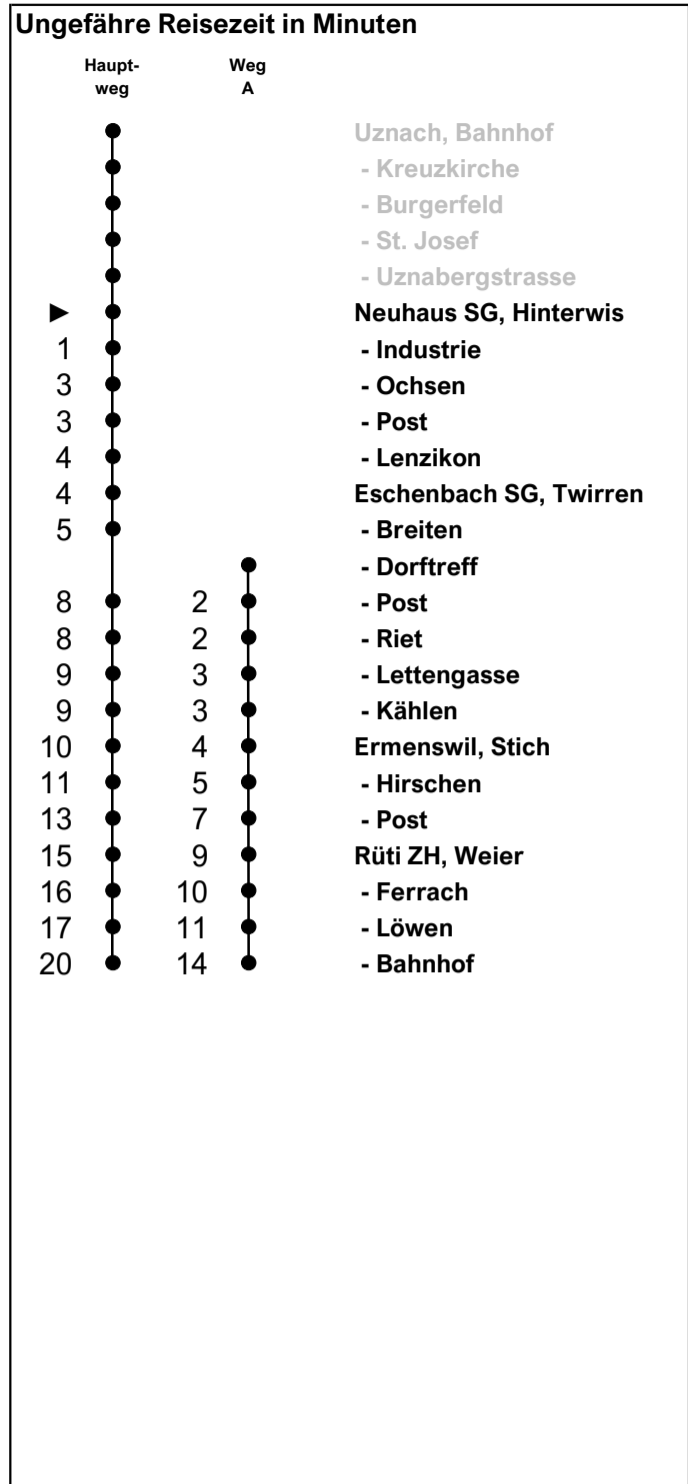 Ungefähre Reisezeit in Minuten
Haupt- Weg
weg A
Uznach, Bahnhof
- Kreuzkirche
- Burgerfeld
- St. Josef
- Uznabergstrasse
► Neuhaus SG, Hinterwis
1 - Industrie
3 - Ochsen
3 - Post
4 - Lenzikon
4 Eschenbach SG, Twirren
5 - Breiten
- Dorftreff
8 2 - Post
8 2 - Riet
9 3 - Lettengasse
9 3 - Kählen
10 4 Ermenswil, Stich
11 5 - Hirschen
13 7 - Post
15 9 Rüti ZH, Weier
16 10 - Ferrach
17 11 - Löwen
20 14 - Bahnhof